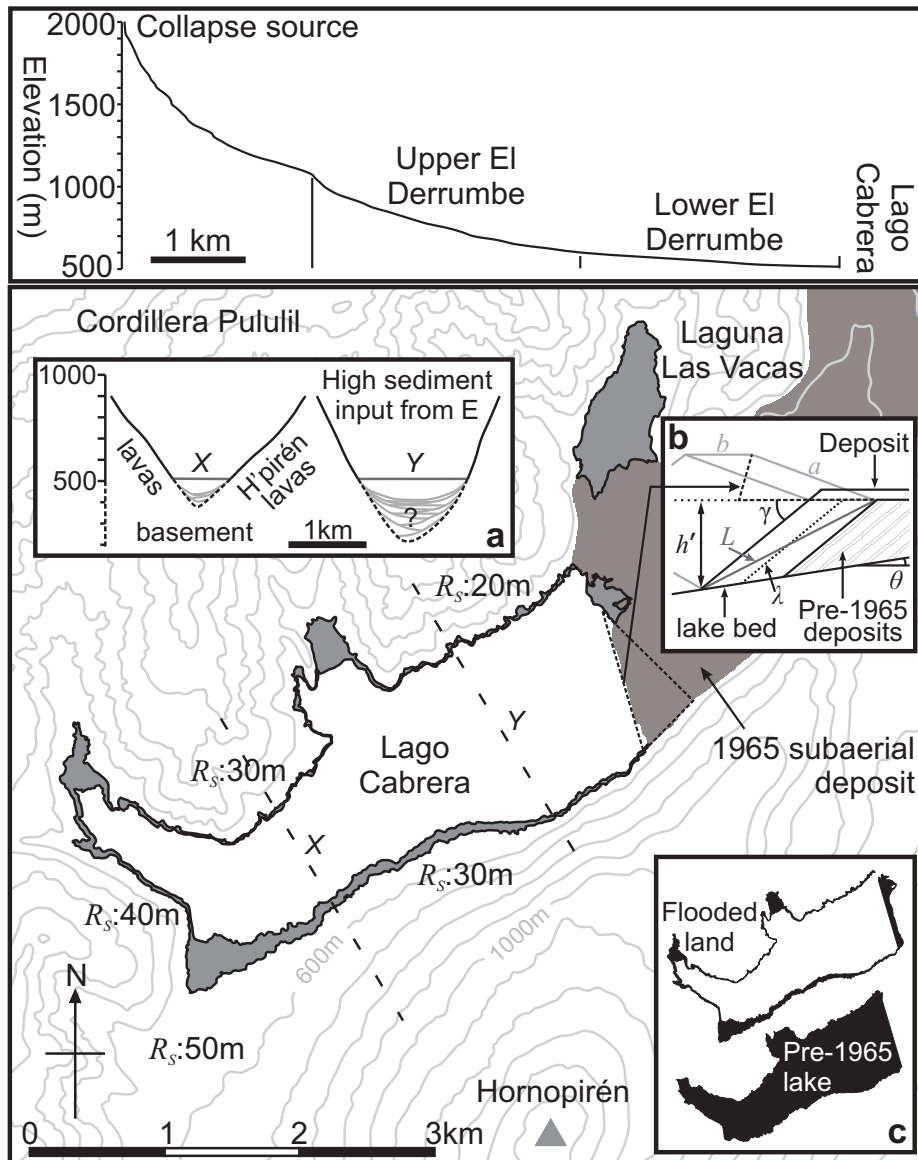 2000
Collapse source
Elevation (m)
1000
500
1 km
Upper El
Derrumbe
Lower El
Derrumbe
Lago
Cabrera
Cordillera Pululil
Laguna
Las Vacas
1000
500
High sediment
input from E
lavas
X
H'pirén
lavas
Y
?
basement
1km
a
b
b
a
Deposit
γ
h'
L
λ
θ
lake bed
Pre-1965
deposits
Rs:20m
Y
1965 subaerial
deposit
Rs:30m
Lago
Cabrera
X
Rs:30m
Rs:40m
600m
1000m
N
Rs:50m
Hornopirén
0
1
2
3km
Flooded
land
Pre-1965
lake
c